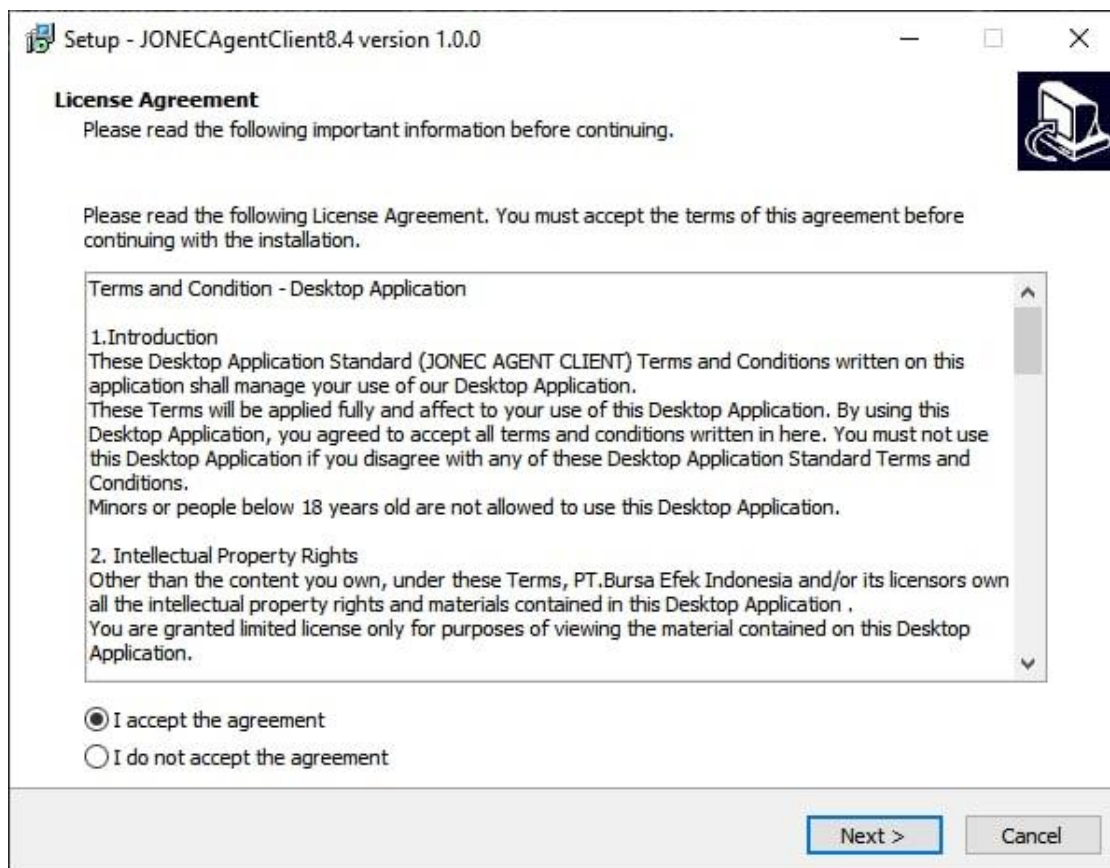 Setup - JONECAgentClient8.4 version 1.0.0
License Agreement
Please read the following important information before continuing.
Please read the following License Agreement. You must accept the terms of this agreement before
continuing with the installation.
Terms and Condition - Desktop Application
1.Introduction
These Desktop Application Standard (JONEC AGENT CLIENT) Terms and Conditions written on this
application shall manage your use of our Desktop Application.
These Terms will be applied fully and affect to your use of this Desktop Application. By using this
Desktop Application, you agreed to accept all terms and conditions written in here. You must not use
this Desktop Application if you disagree with any of these Desktop Application Standard Terms and
Conditions.
Minors or people below 18 years old are not allowed to use this Desktop Application.
2. Intellectual Property Rights
Other than the content you own, under these Terms, PT.Bursa Efek Indonesia and/or its licensors own
all the intellectual property rights and materials contained in this Desktop Application .
You are granted limited license only for purposes of viewing the material contained on this Desktop
Application.
I accept the agreement
I do not accept the agreement
Next >
Cancel